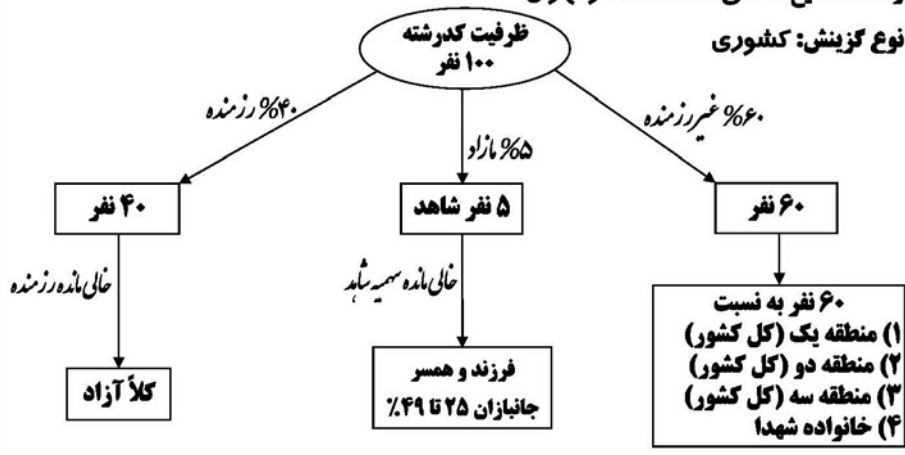 نوع گزینش: کشوری
ظرفیت کدرشته
۱۰۰ نفر
%۶۰ غیررزمنده
%۵ مازاد
%۴۰ رزمنده
۶۰ نفر
۵ نفر شاهد
۴۰ نفر
خالی مانده سهمیه شاهد
خالی مانده رزمنده
۶۰ نفر به نسبت
۱) منطقه یک (کل کشور)
۲) منطقه دو (کل کشور)
۳) منطقه سه (کل کشور)
۴) خانواده شهدا
فرزند و همسر
جانبازان ۲۵ تا ۴۹%
کلاً آزاد